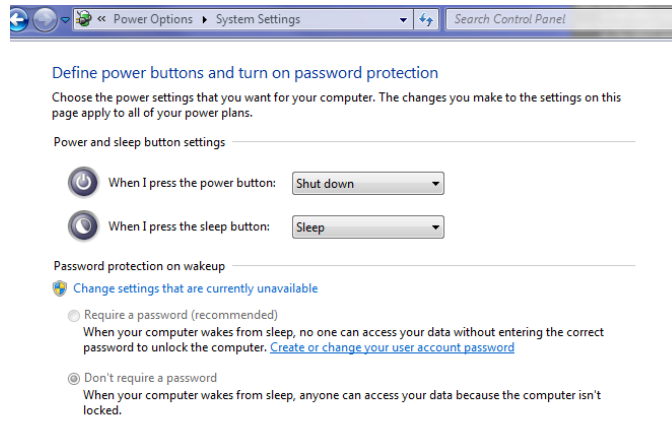 « Power Options System Settings Search Control Panel
Define power buttons and turn on password protection
Choose the power settings that you want for your computer. The changes you make to the settings on this
page apply to all of your power plans.
Power and sleep button settings
When I press the power button: Shut down
When I press the sleep button: Sleep
Password protection on wakeup
Change settings that are currently unavailable
Require a password (recommended)
When your computer wakes from sleep, no one can access your data without entering the correct
password to unlock the computer. Create or change your user account password
Don't require a password
When your computer wakes from sleep, anyone can access your data because the computer isn't
locked.